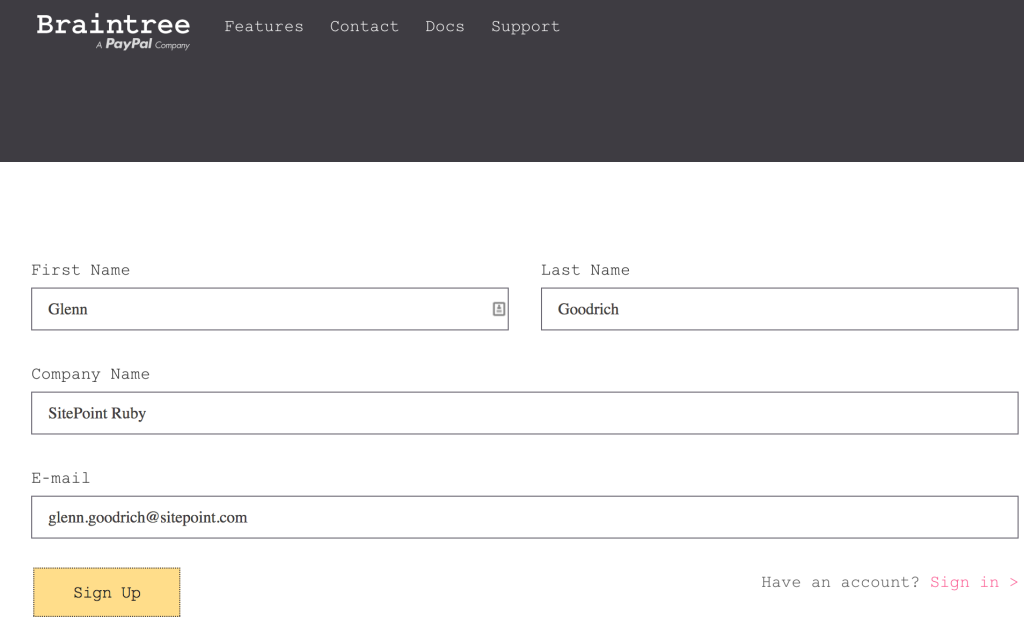 Braintree Features Contact Docs Support
A PayPal Company
First Name Last Name
Glenn Goodrich
Company Name
SitePoint Ruby
E-mail
glenn.goodrich@sitepoint.com
Sign Up Have an account? Sign in >